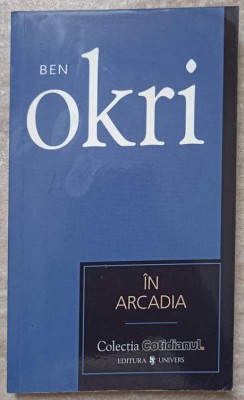 BEN
okri
ÎN
ARCADIA
Colecția Cotidianul.
EDITURA UNIVERS